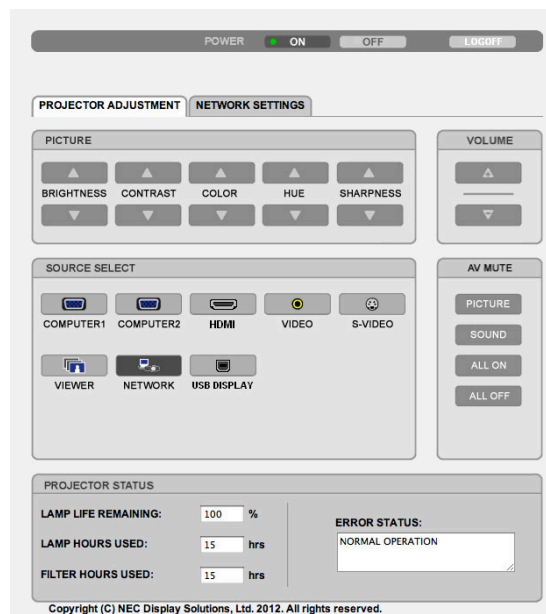 POWER ON OFF LOGOFF
PROJECTOR ADJUSTMENT NETWORK SETTINGS
PICTURE VOLUME
BRIGHTNESS CONTRAST COLOR HUE SHARPNESS
SOURCE SELECT AV MUTE
PICTURE
COMPUTER1 COMPUTER2 HDMI VIDEO S-VIDEO
SOUND
ALL ON
VIEWER NETWORK USB DISPLAY
ALL OFF
PROJECTOR STATUS
LAMP LIFE REMAINING: 100 %
ERROR STATUS:
LAMP HOURS USED: 15 hrs
NORMAL OPERATION
FILTER HOURS USED: 15 hrs
Copyright (C) NEC Display Solutions, Ltd. 2012. All rights reserved.